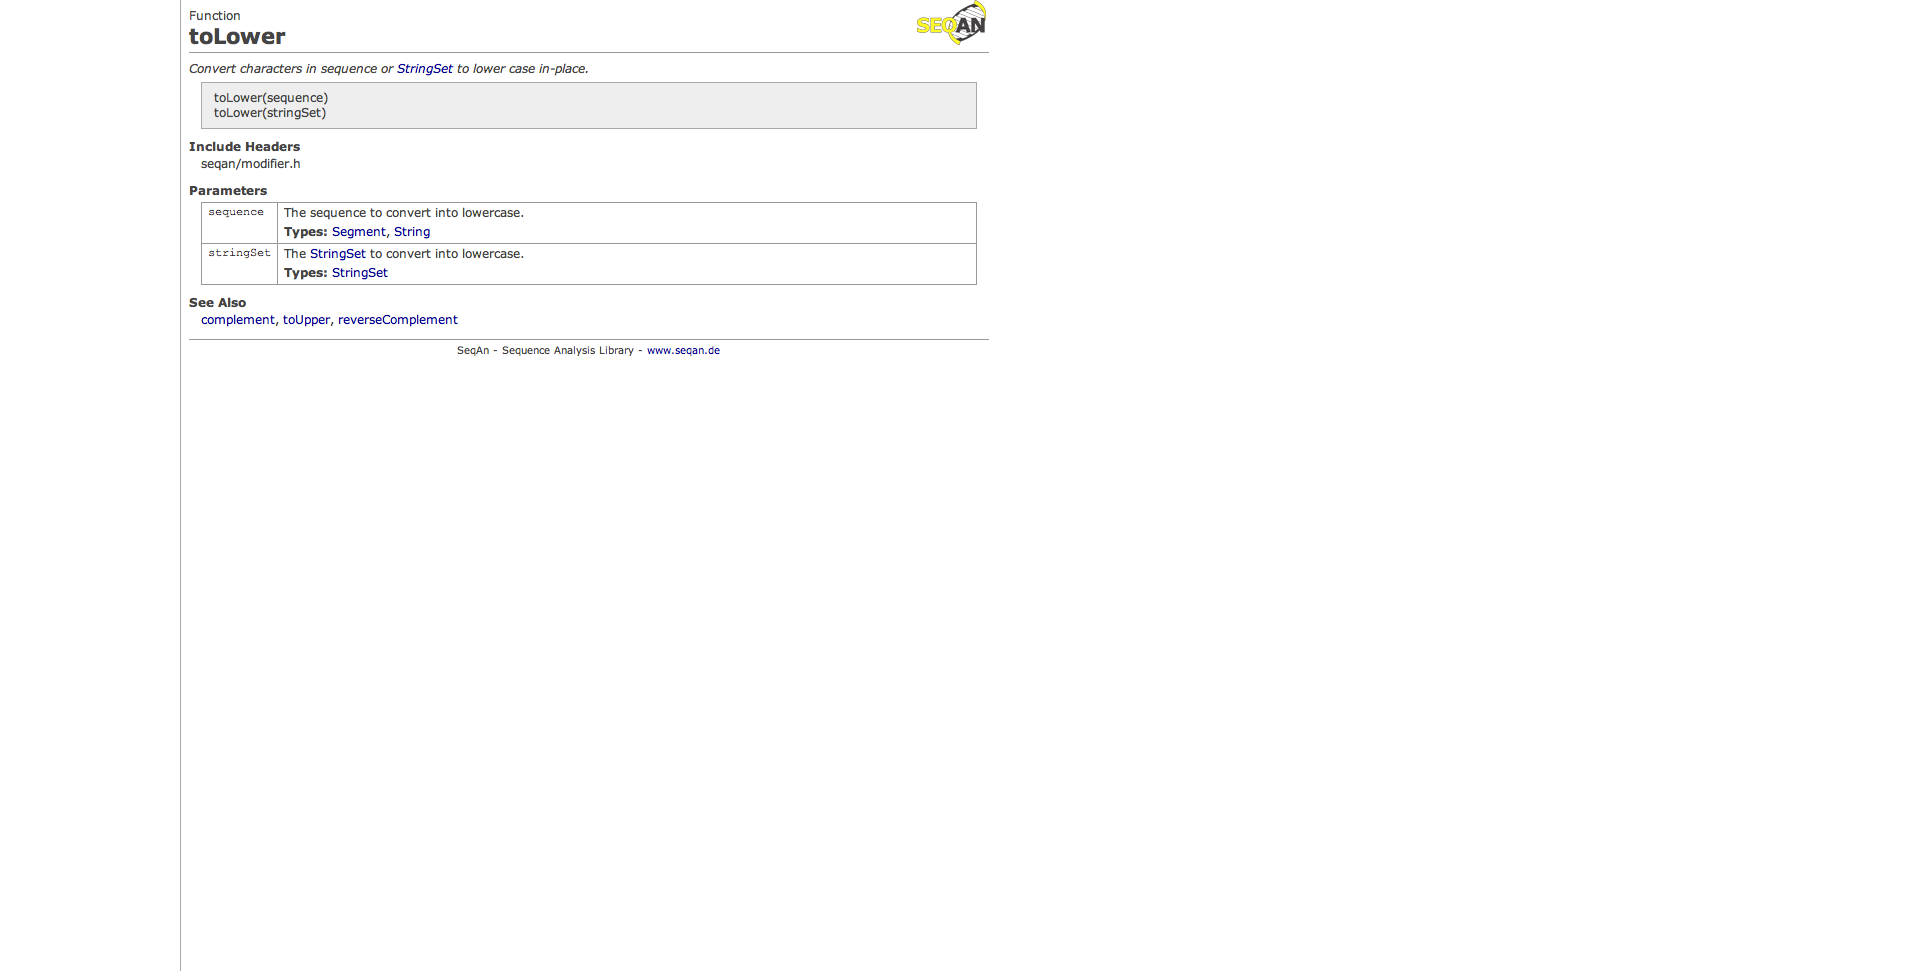 Function
toLower
SEQAN
Convert characters in sequence or StringSet to lower case in-place.
toLower(sequence)
toLower(stringSet)
Include Headers
seqan/modifier.h
Parameters
sequence The sequence to convert into lowercase.
Types: Segment, String
stringSet The StringSet to convert into lowercase.
Types: StringSet
See Also
complement, toUpper, reverseComplement
SeqAn - Sequence Analysis Library - www.seqan.de